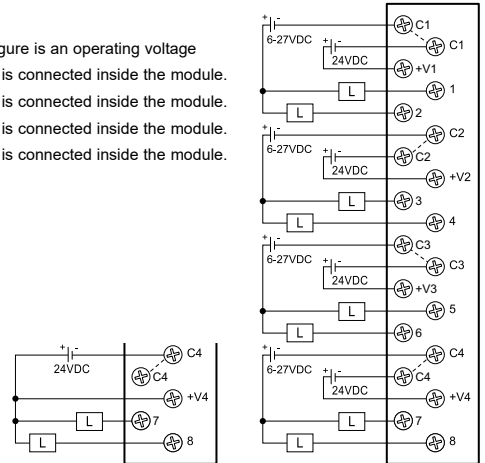 gure is an operating voltage
is connected inside the module.
is connected inside the module.
is connected inside the module.
is connected inside the module.
+ -
24VDC
C4
C4
+V4
L
7
L
8
+ -
6-27VDC
C1
+ -
24VDC
C1
+V1
L
1
L
2
+ -
6-27VDC
C2
+ -
24VDC
C2
+V2
L
3
L
4
+ -
6-27VDC
C3
+ -
24VDC
C3
+V3
L
5
L
6
+ -
6-27VDC
C4
+ -
24VDC
C4
+V4
L
7
L
8